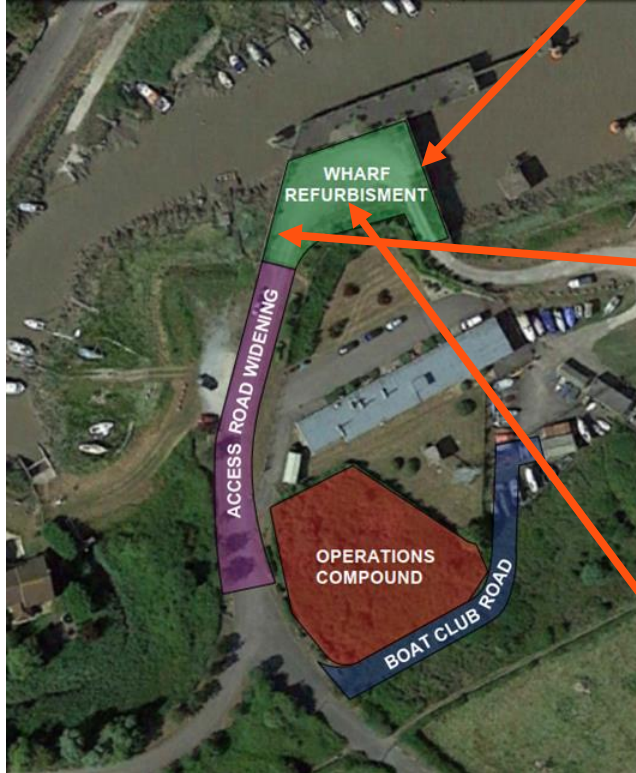 WHARF
REFURBISMENT
ACCESS ROAD WIDENING
OPERATIONS
COMPOUND
BOAT CLUB ROAD